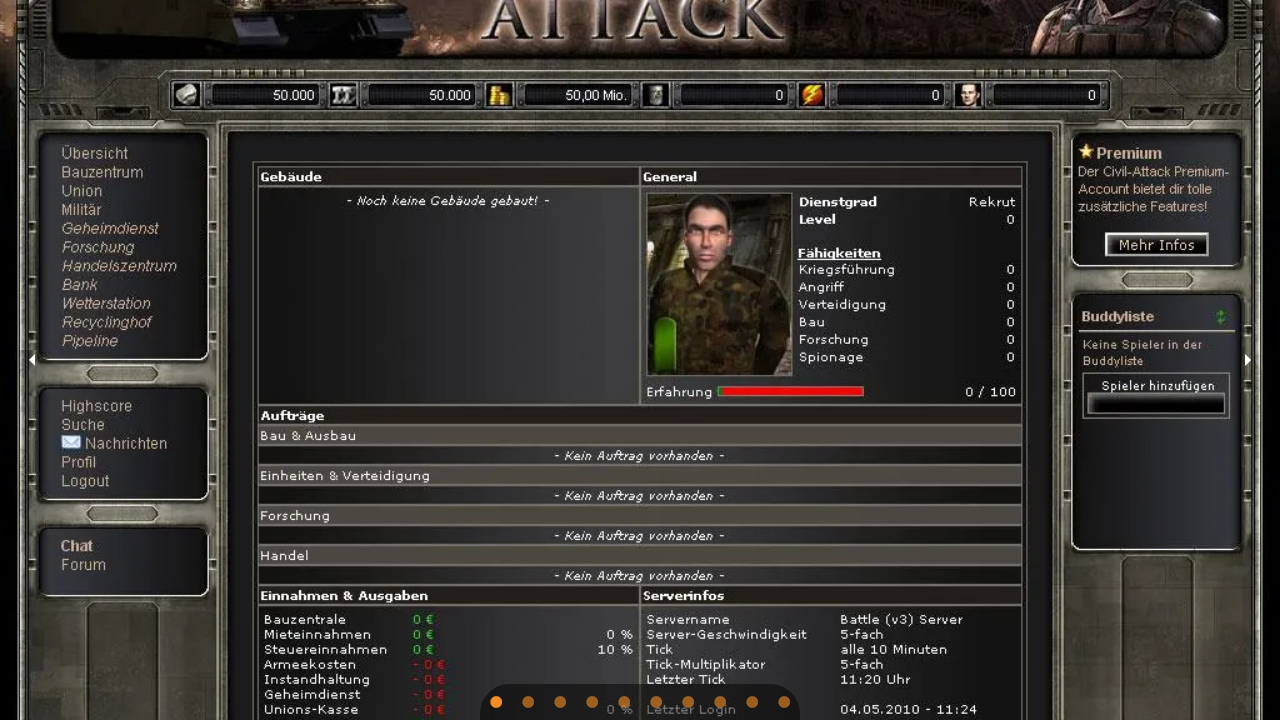 ATTACK
50.000 50.000 50,00 Mio. 0 0 0
Übersicht
Bauzentrum
Union
Militär
Geheimdienst
Forschung
Handelszentrum
Bank
Wetterstation
Recyclinghof
Pipeline
Highscore
Suche
Nachrichten
Profil
Logout
Chat
Forum
Gebäude
- Noch keine Gebäude gebaut! -
General
Dienstgrad Rekrut
Level 0
Fähigkeiten
Kriegsführung 0
Angriff 0
Verteidigung 0
Bau 0
Forschung 0
Spionage 0
Erfahrung 0 / 100
Aufträge
Bau & Ausbau
- Kein Auftrag vorhanden -
Einheiten & Verteidigung
- Kein Auftrag vorhanden -
Forschung
- Kein Auftrag vorhanden -
Handel
- Kein Auftrag vorhanden -
Einnahmen & Ausgaben
Bauzentrale 0 €
Mieteinnahmen 0 € 0 %
Steuereinnahmen 0 € 10 %
Armeekosten - 0 €
Instandhaltung - 0 €
Geheimdienst - 0 €
Unions-Kasse - 0 € 0 %
Serverinfos
Servername Battle (v3) Server
Server-Geschwindigkeit 5-fach
Tick alle 10 Minuten
Tick-Multiplikator 5-fach
Letzter Tick 11:20 Uhr
Letzter Login 04.05.2010 - 11:24
Premium
Der Civil-Attack Premium-
Account bietet dir tolle
zusätzliche Features!
Mehr Infos
Buddyliste
Keine Spieler in der
Buddyliste
Spieler hinzufügen